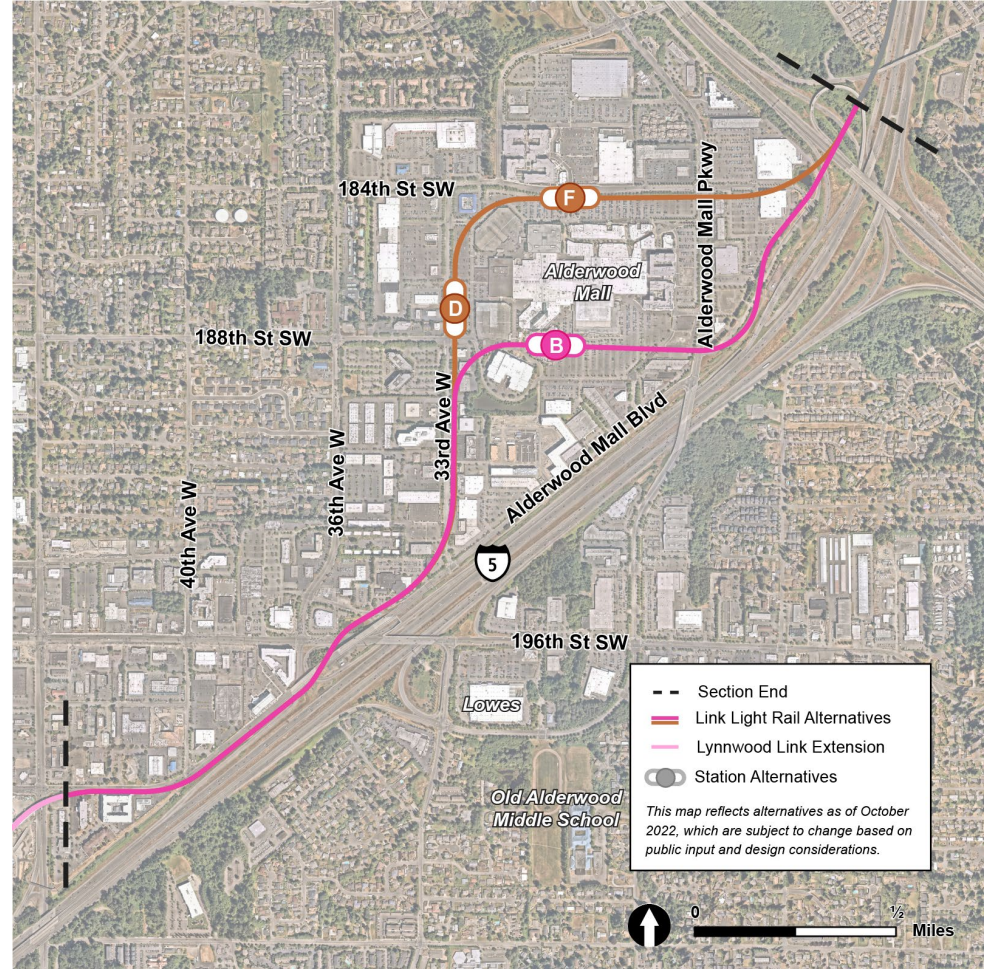 184th St SW
F
Alderwood Mall Pkwy
Alderwood
Mall
D
188th St SW
B
33rd Ave W
Alderwood Mall Blvd
36th Ave W
40th Ave W
5
196th St SW
Lowes
Old Alderwood
Middle School
Section End
Link Light Rail Alternatives
Lynnwood Link Extension
Station Alternatives
This map reflects alternatives as of October
2022, which are subject to change based on
public input and design considerations.
0
½
Miles